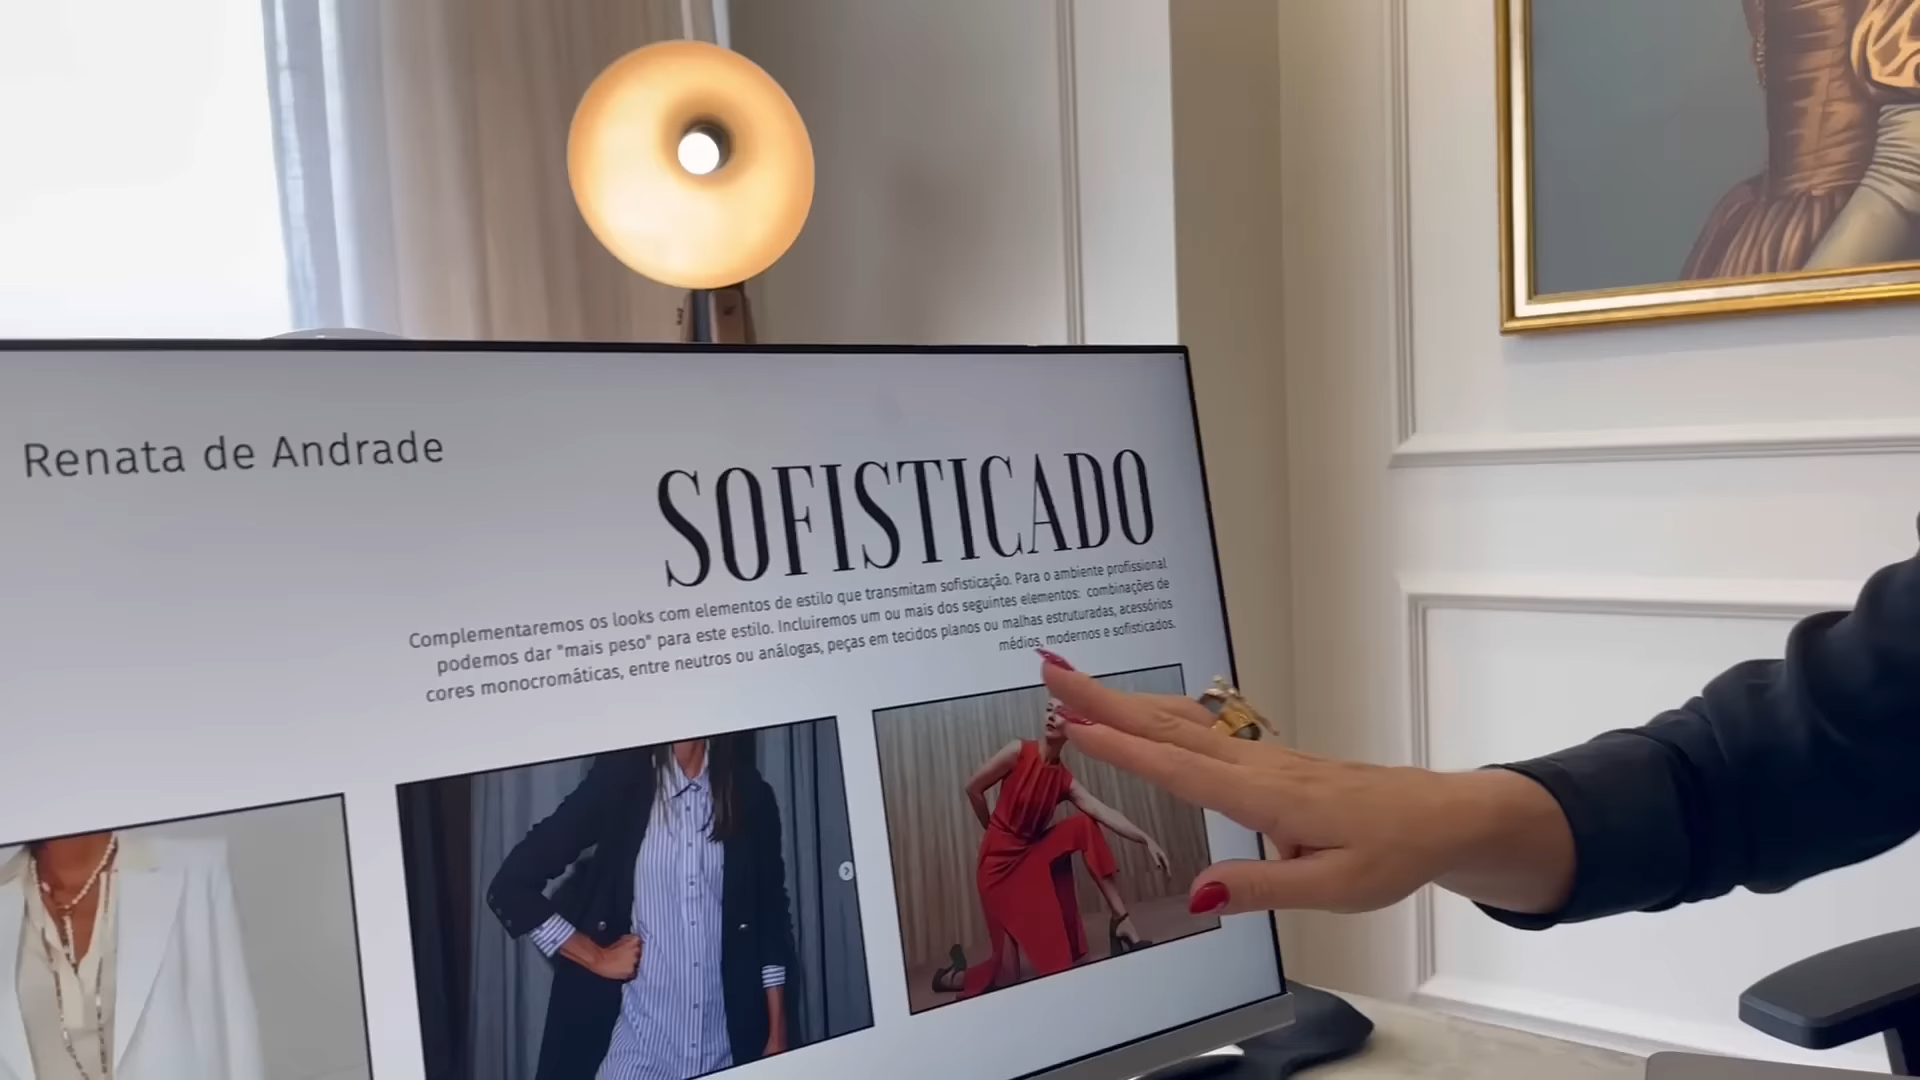 Renata de Andrade
SOFISTICADO
Complementaremos os looks com elementos de estilo que transmitam sofisticação. Para o ambiente profissional
podemos dar "mais peso" para este estilo. Incluiremos um ou mais dos seguintes elementos: combinações de
cores monocromáticas, entre neutros ou análogas, peças em tecidos planos ou malhas estruturadas, acessórios
médios, modernos e sofisticados.